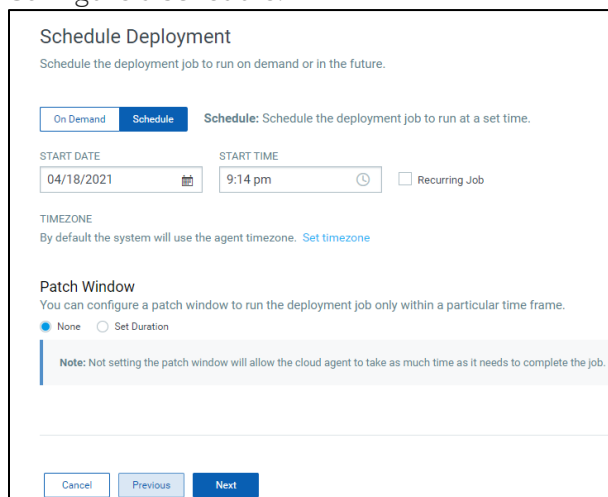 Schedule Deployment
Schedule the deployment job to run on demand or in the future.
On Demand Schedule Schedule: Schedule the deployment job to run at a set time.
START DATE START TIME
04/18/2021 9:14 pm Recurring Job
TIMEZONE
By default the system will use the agent timezone. Set timezone
Patch Window
You can configure a patch window to run the deployment job only within a particular time frame.
None Set Duration
Note: Not setting the patch window will allow the cloud agent to take as much time as it needs to complete the job.
Cancel Previous Next